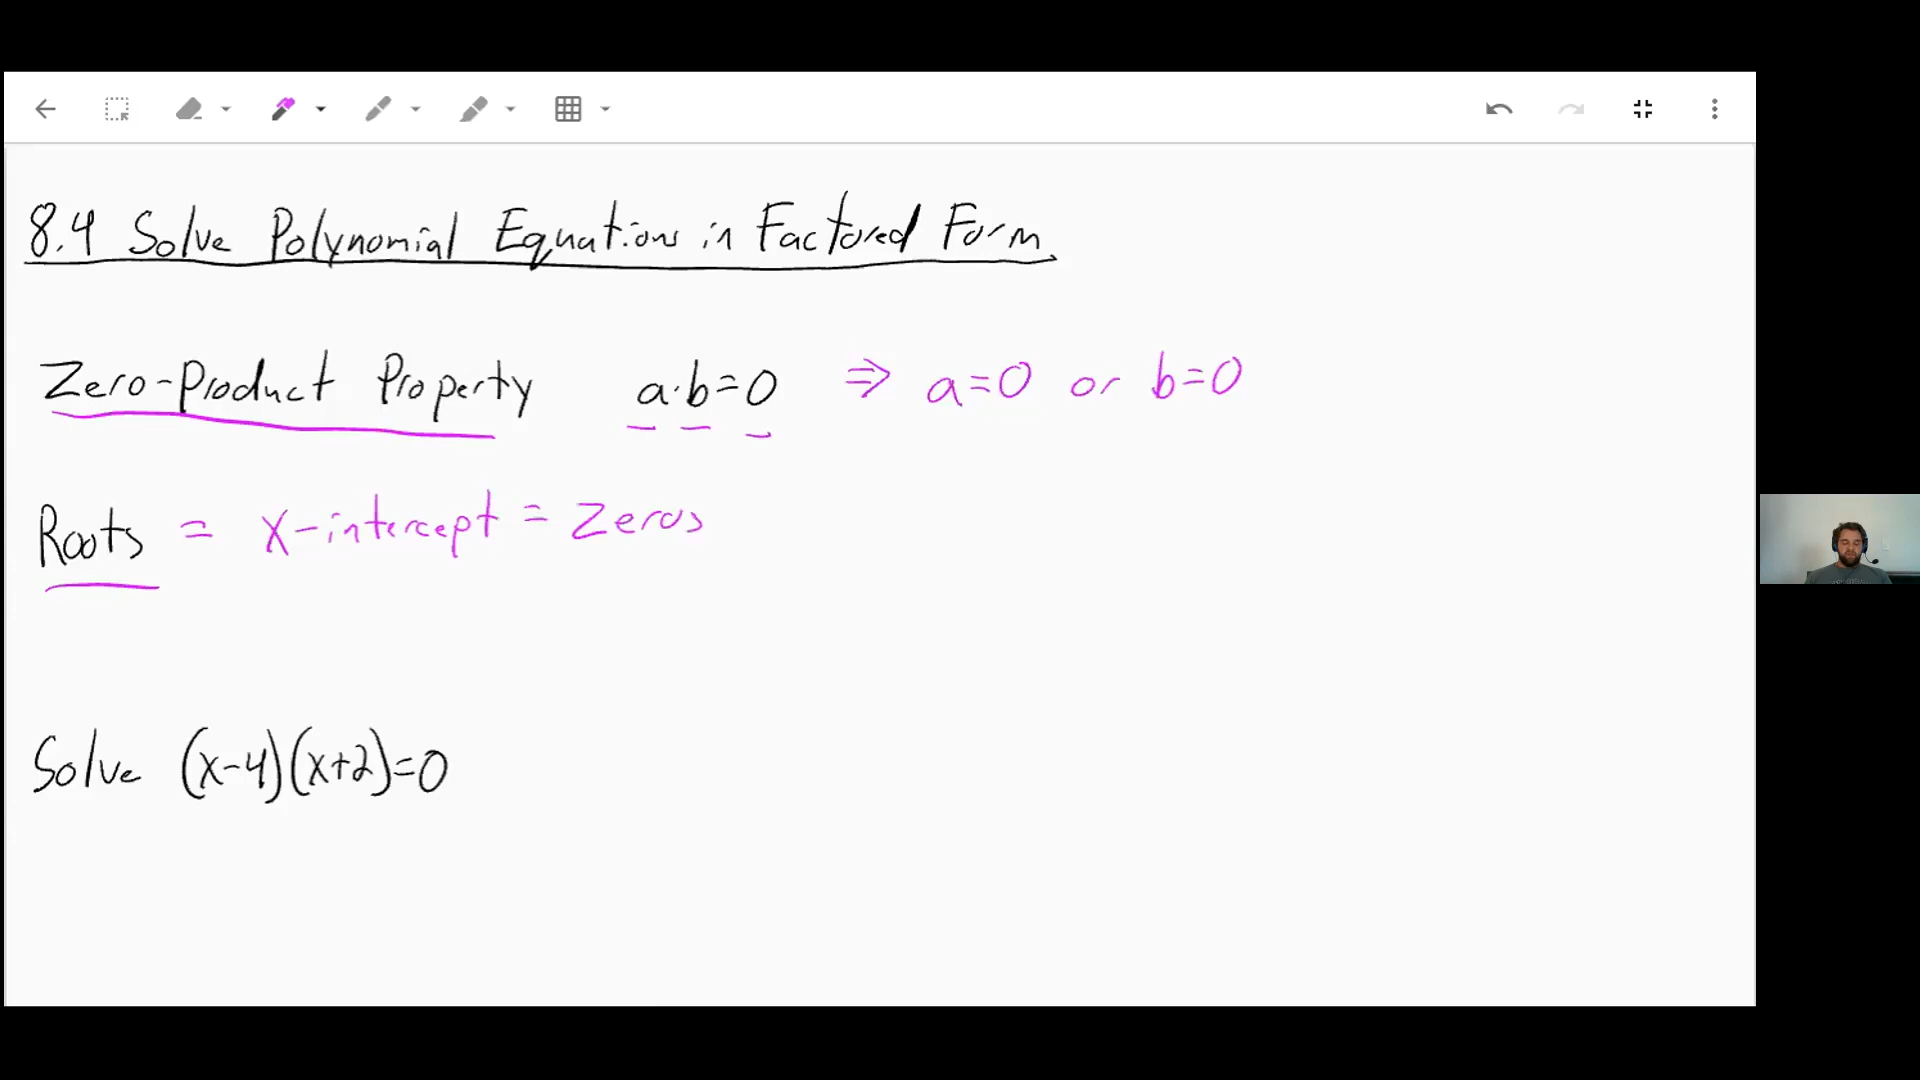 8.4 Solve Polynomial Equations in Factored Form
Zero-Product Property a·b=0 ⇒ a=0 or b=0
Roots = x-intercept = zeros
Solve (x-4)(x+2)=0